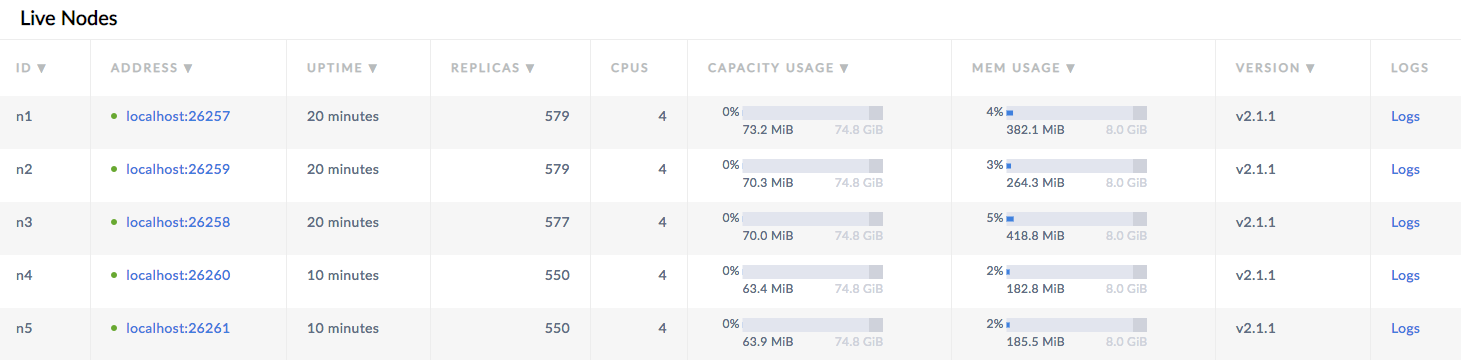 Live Nodes
ID ▼ ADDRESS ▼ UPTIME ▼ REPLICAS ▼ CPUS CAPACITY USAGE ▼ MEM USAGE ▼ VERSION ▼ LOGS
n1 localhost:26257 20 minutes 579 4 0% 4% v2.1.1 Logs
73.2 MiB 74.8 GiB 382.1 MiB 8.0 GiB
n2 localhost:26259 20 minutes 579 4 0% 3% v2.1.1 Logs
70.3 MiB 74.8 GiB 264.3 MiB 8.0 GiB
n3 localhost:26258 20 minutes 577 4 0% 5% v2.1.1 Logs
70.0 MiB 74.8 GiB 418.8 MiB 8.0 GiB
n4 localhost:26260 10 minutes 550 4 0% 2% v2.1.1 Logs
63.4 MiB 74.8 GiB 182.8 MiB 8.0 GiB
n5 localhost:26261 10 minutes 550 4 0% 2% v2.1.1 Logs
63.9 MiB 74.8 GiB 185.5 MiB 8.0 GiB